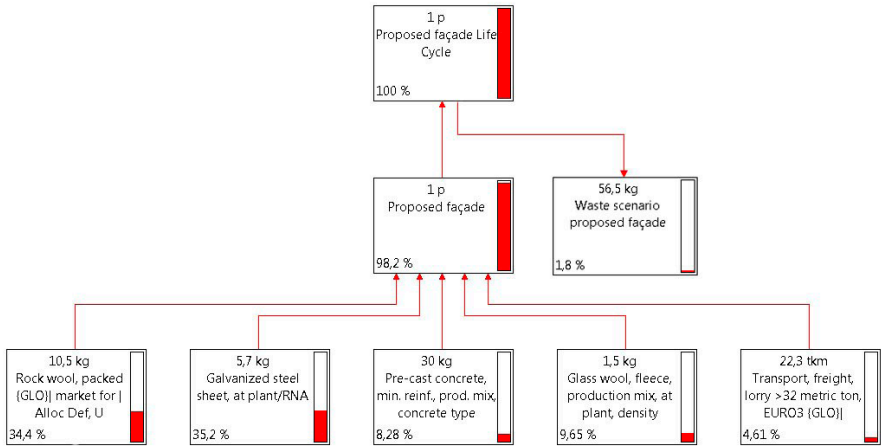 1 p
Proposed façade Life
Cycle
100 %
1 p
Proposed façade
98,2 %
56,5 kg
Waste scenario
proposed façade
1,8 %
10,5 kg
Rock wool, packed
{GLO}| market for |
Alloc Def, U
34,4 %
5,7 kg
Galvanized steel
sheet, at plant/RNA
35,2 %
30 kg
Pre-cast concrete,
min. reinf., prod. mix,
concrete type
8,28 %
1,5 kg
Glass wool, fleece,
production mix, at
plant, density
9,65 %
22,3 tkm
Transport, freight,
lorry >32 metric ton,
EURO3 {GLO}|
4,61 %